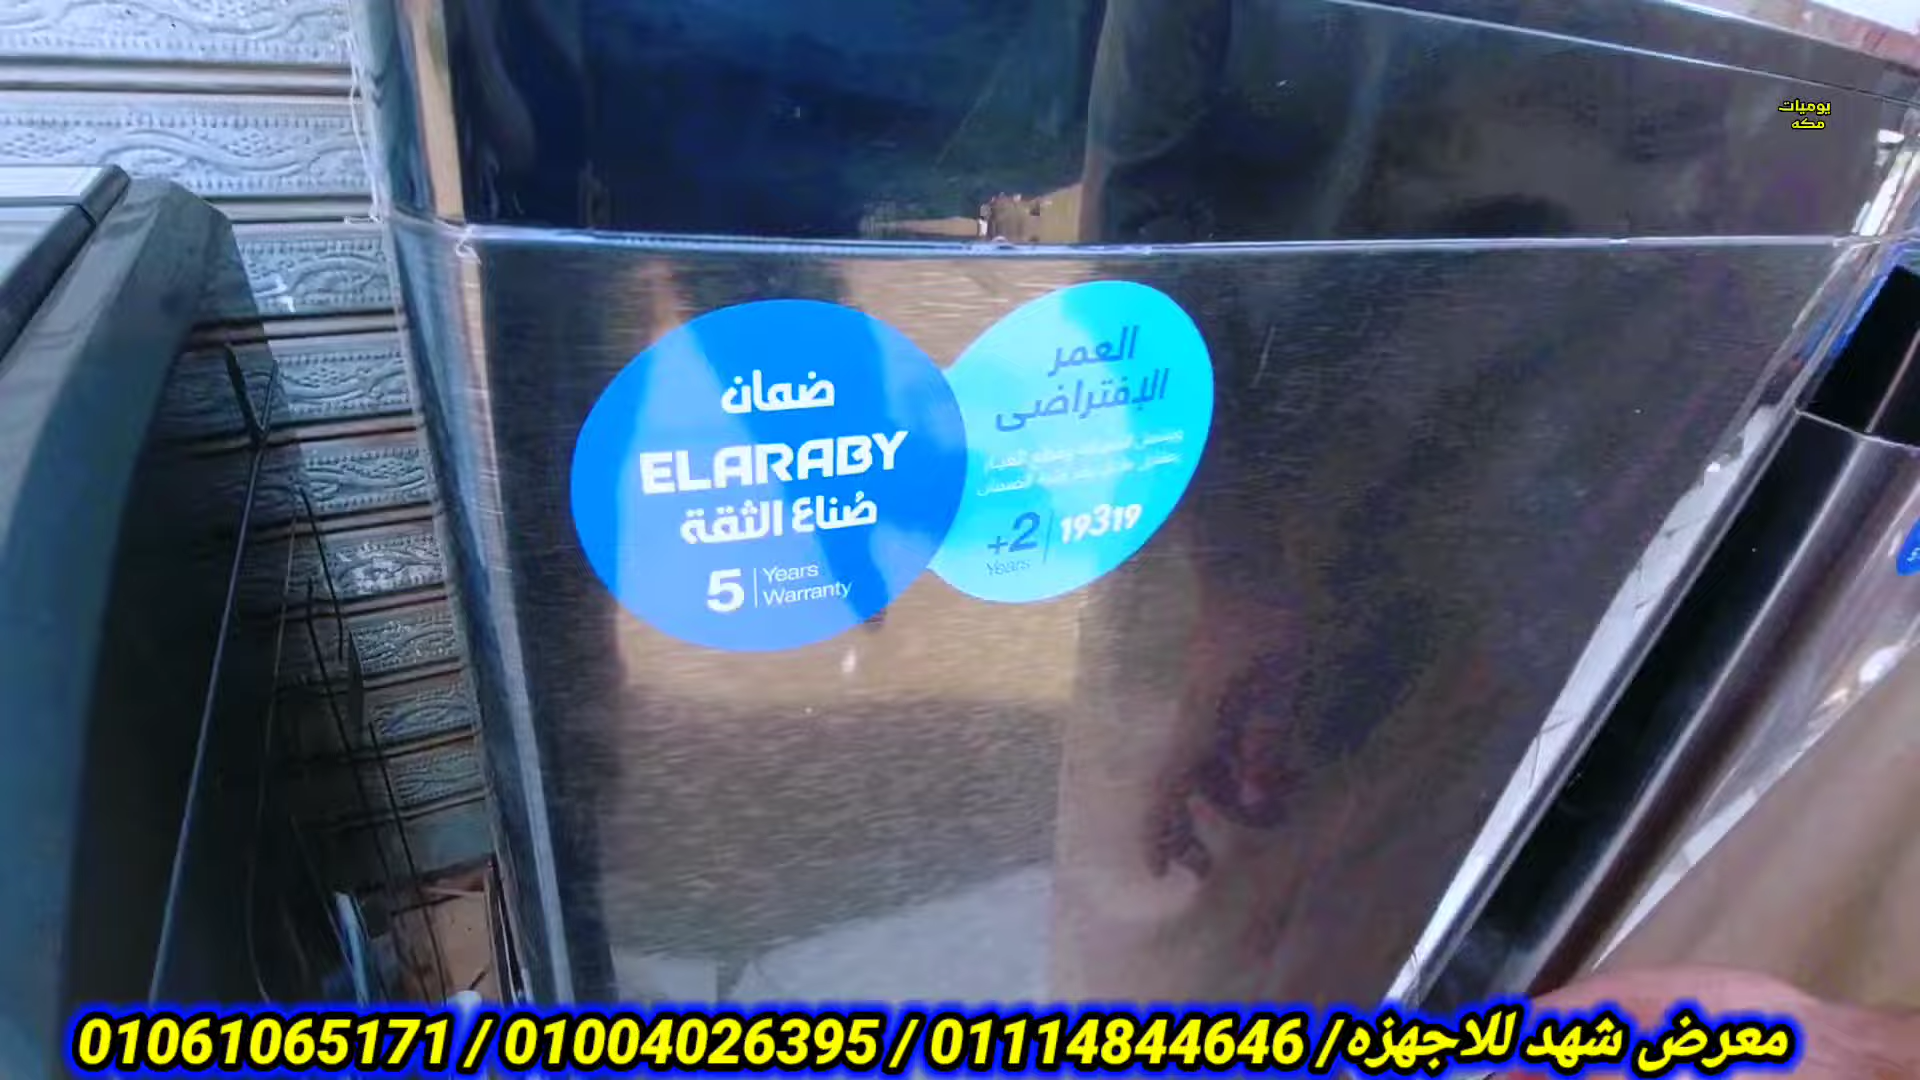 يوميات
مكه
ضمان
ELARABY
صُناع الثقة
5 Years
Warranty
العمر
الإفتراضى
+2 Years
19319
معرض شهد للاجهزه/ 01114844646 / 01004026395 / 01061065171